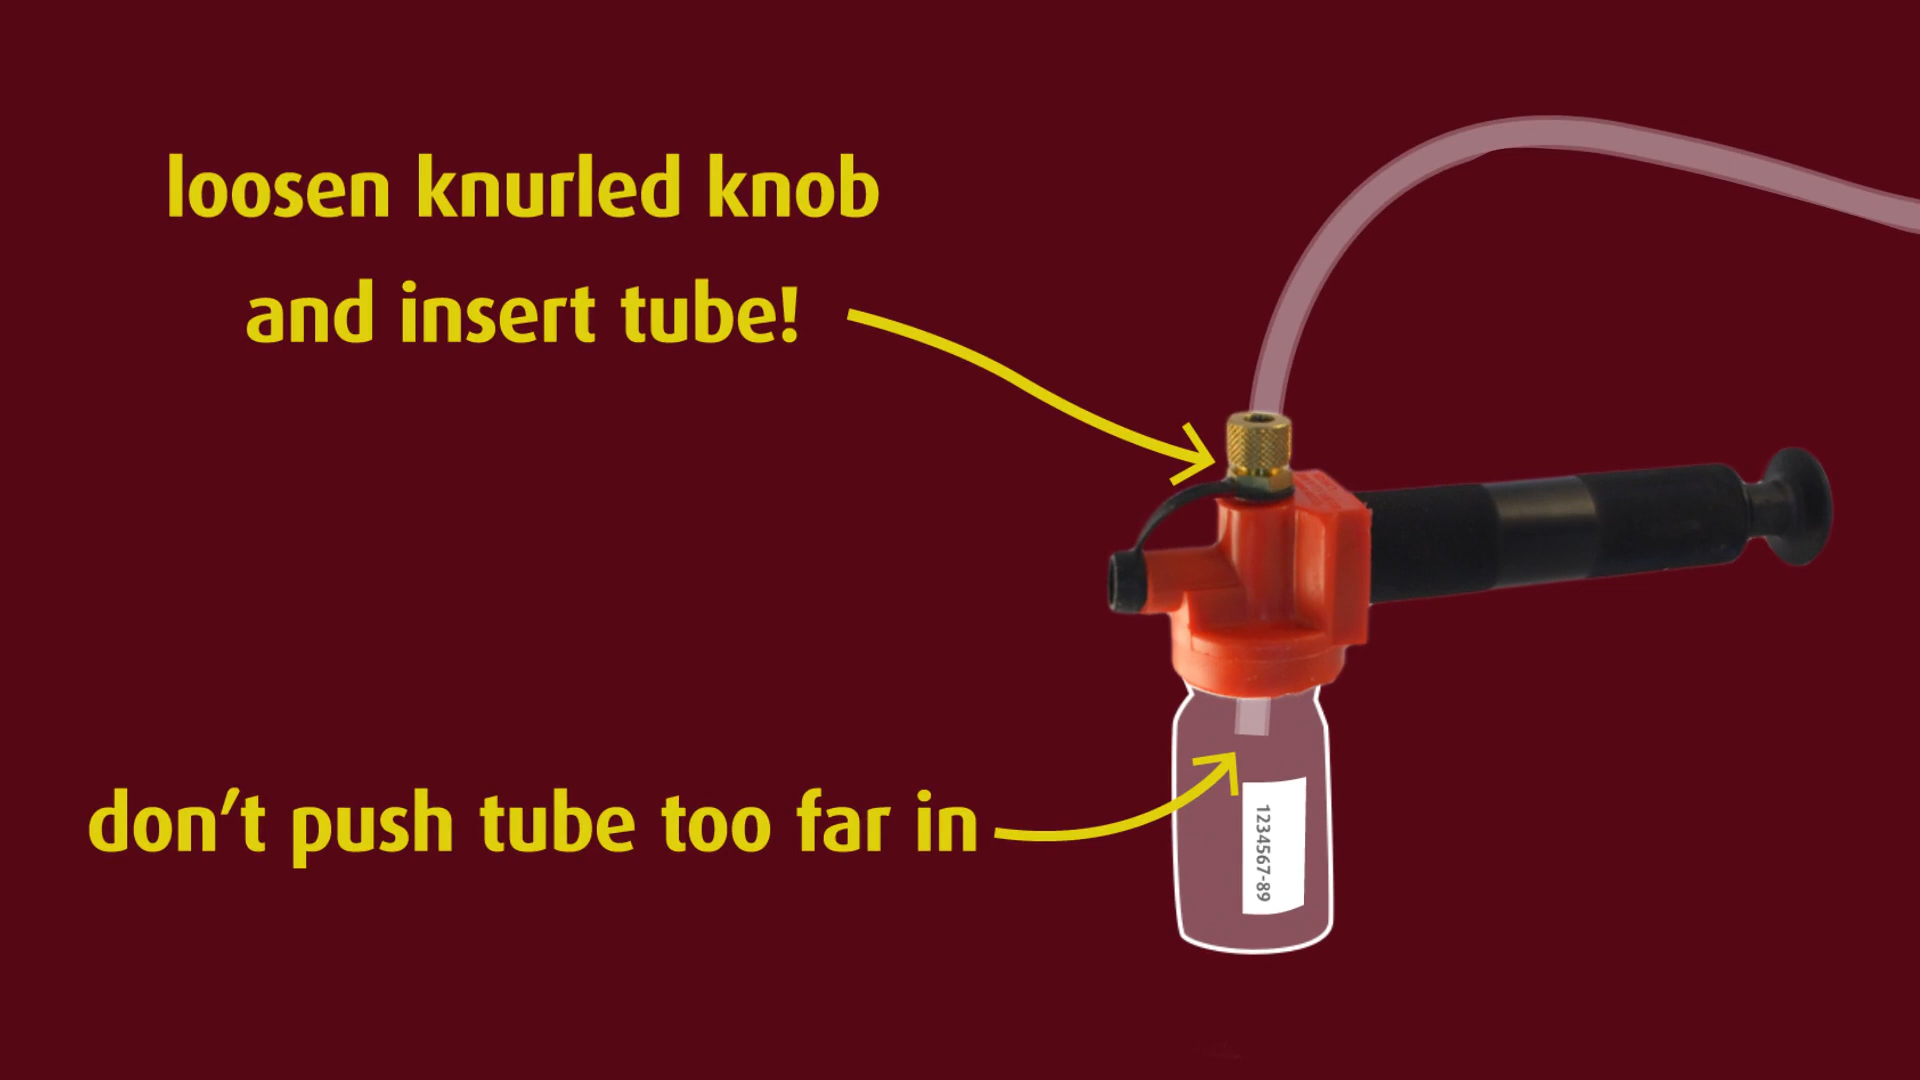 loosen knurled knob
and insert tube!
don't push tube too far in
1234567-89